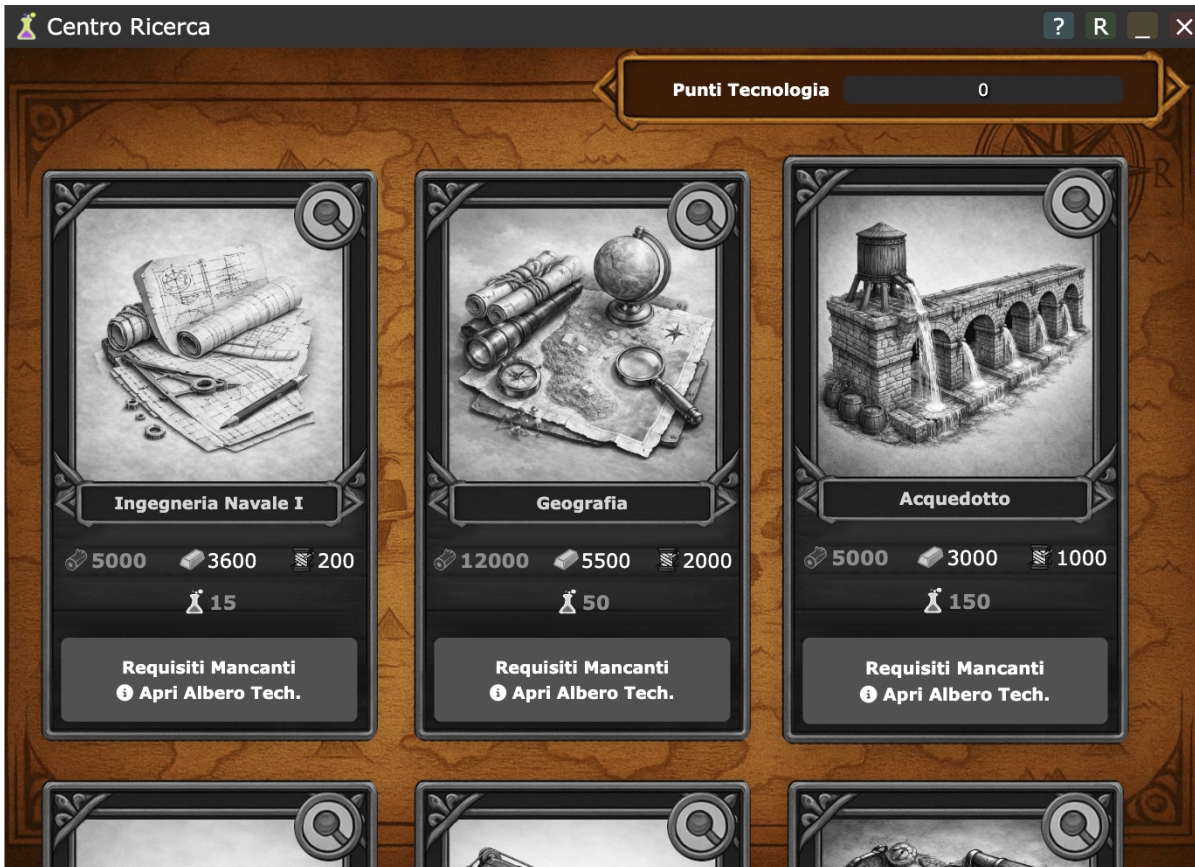 Centro Ricerca
? R _ ×
Punti Tecnologia 0
R
Ingegneria Navale I
5000 3600 200
15
Requisiti Mancanti
Apri Albero Tech.
Geografia
12000 5500 2000
50
Requisiti Mancanti
Apri Albero Tech.
Acquedotto
5000 3000 1000
150
Requisiti Mancanti
Apri Albero Tech.